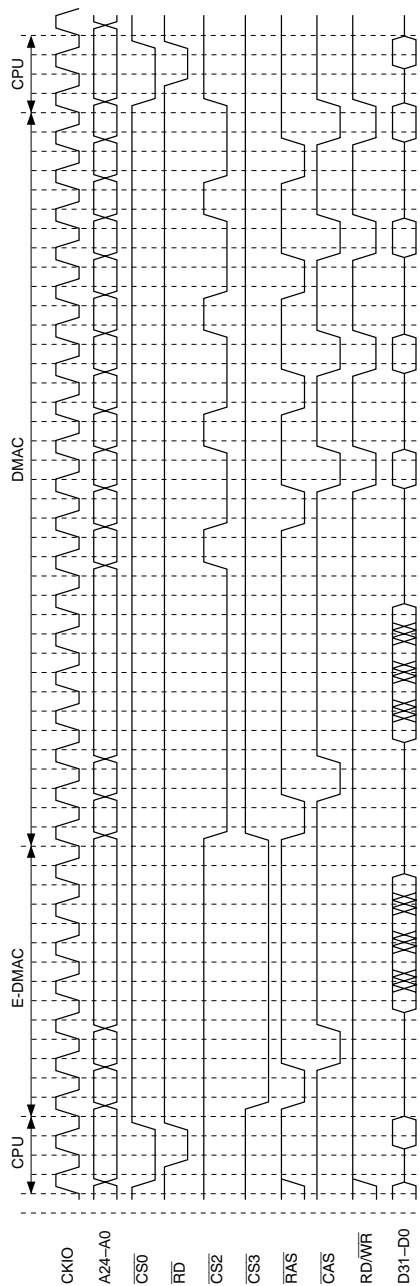 CPU
E-DMAC
DMAC
CPU
CKIO
A24–A0
CS0
RD
CS2
CS3
RAS
CAS
RD/WR
D31–D0